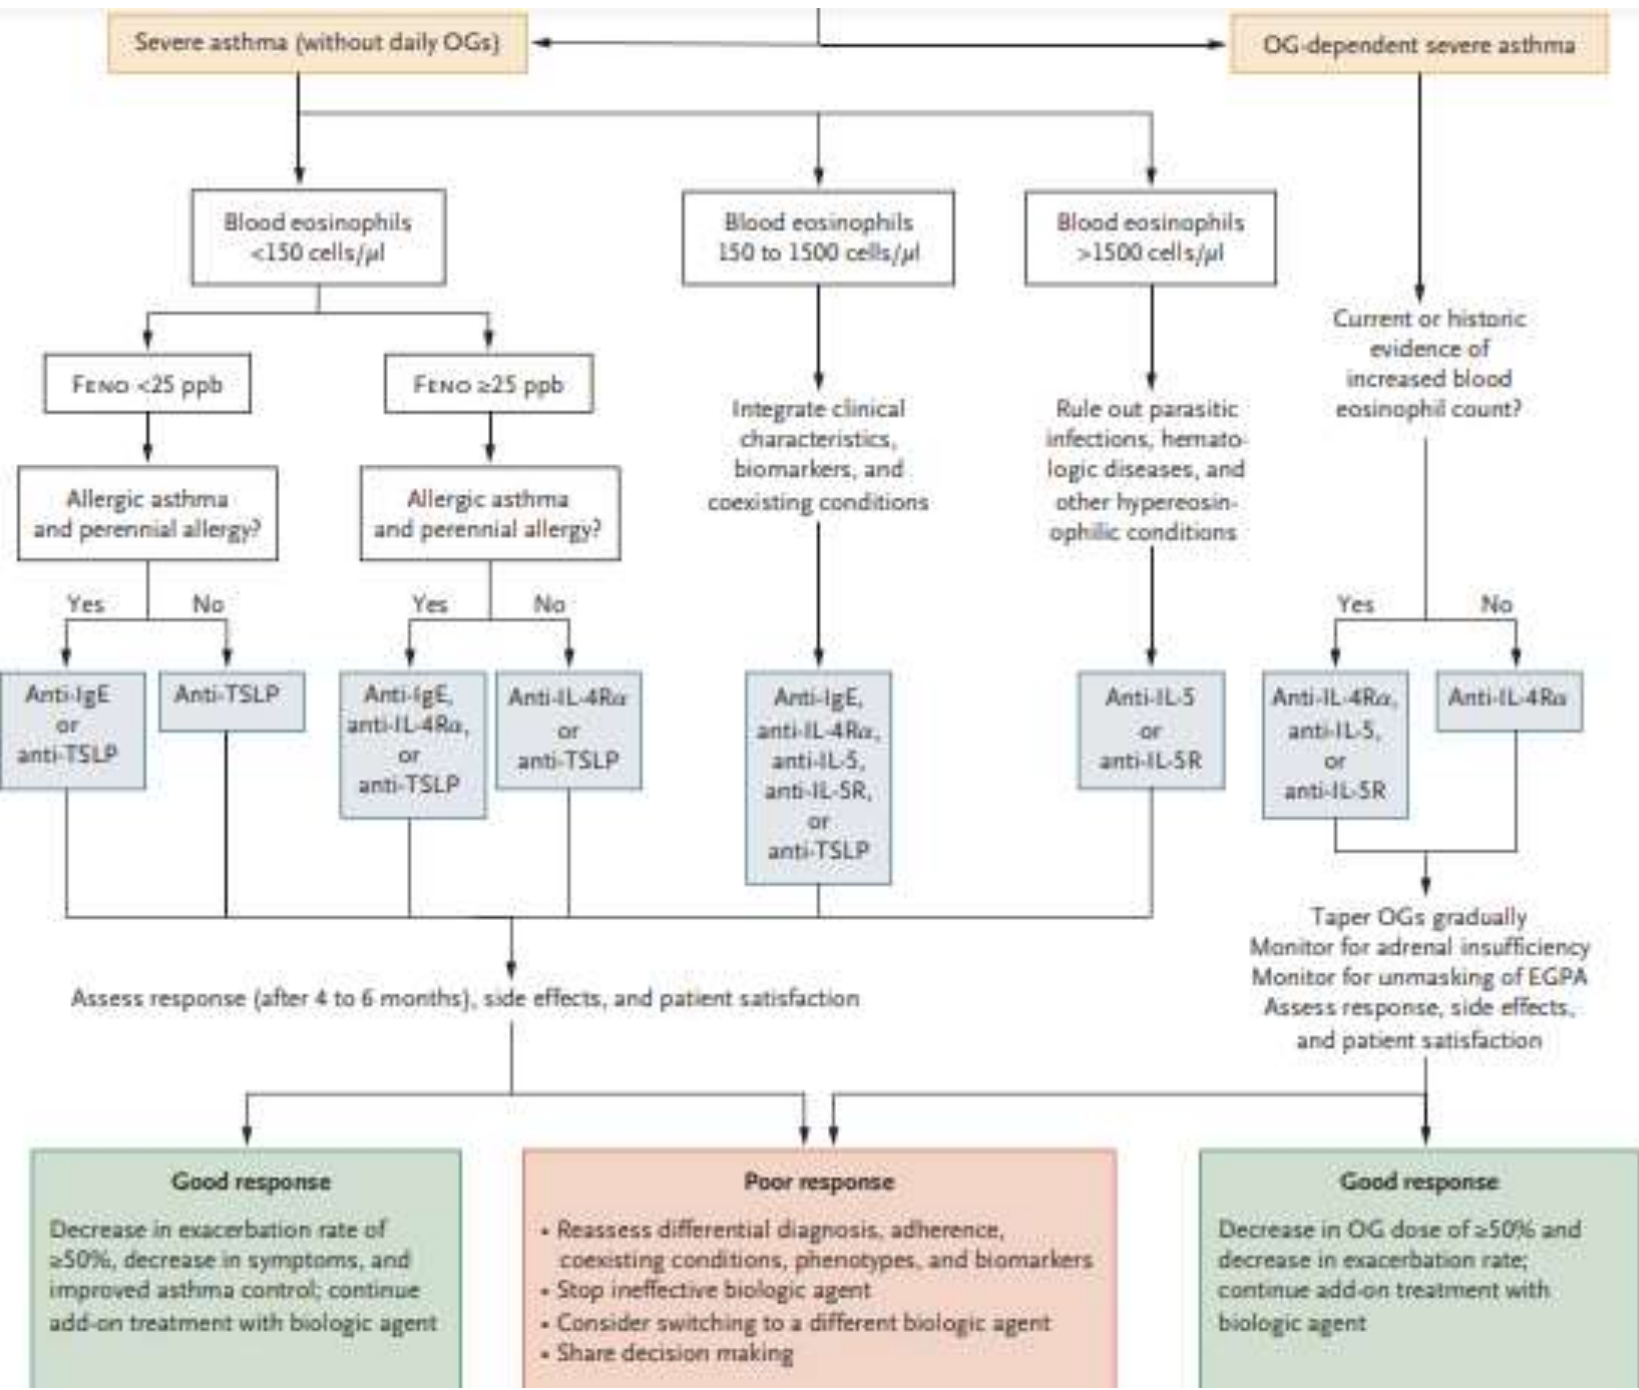 Severe asthma (without daily OGs)
OG-dependent severe asthma
Blood eosinophils
<150 cells/µl
Blood eosinophils
150 to 1500 cells/µl
Blood eosinophils
>1500 cells/µl
FENO <25 ppb
FENO ≥25 ppb
Current or historic
evidence of
increased blood
eosinophil count?
Integrate clinical
characteristics,
biomarkers, and
coexisting conditions
Rule out parasitic
infections, hemato-
logic diseases, and
other hypereosin-
ophilic conditions
Allergic asthma
and perennial allergy?
Allergic asthma
and perennial allergy?
Yes
No
Yes
No
Yes
No
Anti-IgE
or
anti-TSLP
Anti-TSLP
Anti-IgE,
anti-IL-4Rα,
or
anti-TSLP
Anti-IL-4Rα
or
anti-TSLP
Anti-IgE,
anti-IL-4Rα,
anti-IL-5,
anti-IL-5R,
or
anti-TSLP
Anti-IL-5
or
anti-IL-5R
Anti-IL-4Rα,
anti-IL-5,
or
anti-IL-5R
Anti-IL-4Rα
Taper OGs gradually
Monitor for adrenal insufficiency
Monitor for unmasking of EGPA
Assess response, side effects,
and patient satisfaction
Assess response (after 4 to 6 months), side effects, and patient satisfaction
Good response
Decrease in exacerbation rate of
≥50%, decrease in symptoms, and
improved asthma control; continue
add-on treatment with biologic agent
Poor response
• Reassess differential diagnosis, adherence,
coexisting conditions, phenotypes, and biomarkers
• Stop ineffective biologic agent
• Consider switching to a different biologic agent
• Share decision making
Good response
Decrease in OG dose of ≥50% and
decrease in exacerbation rate;
continue add-on treatment with
biologic agent